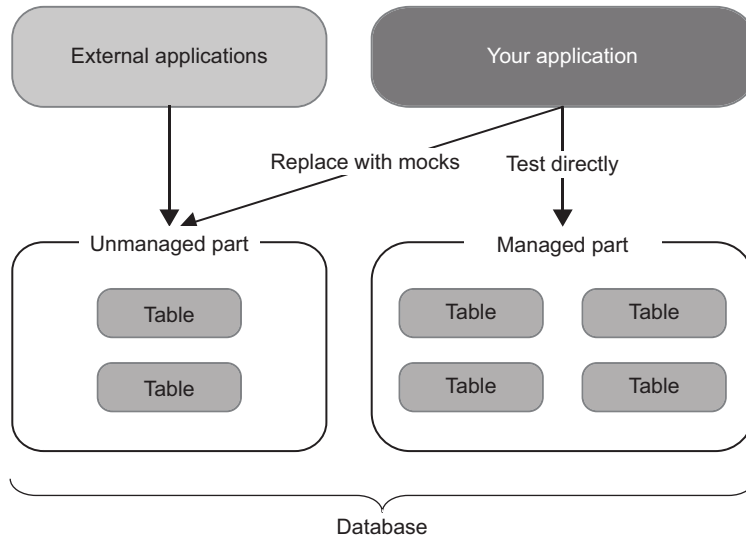 External applications
Your application
Replace with mocks
Test directly
Unmanaged part
Managed part
Table
Table
Table
Table
Table
Table
Database